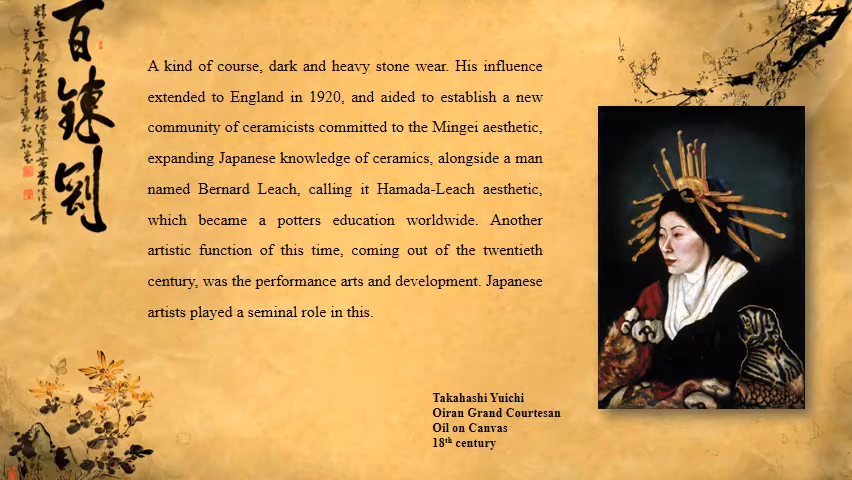 百鍊剛
A kind of course, dark and heavy stone wear. His influence
extended to England in 1920, and aided to establish a new
community of ceramicists committed to the Mingei aesthetic,
expanding Japanese knowledge of ceramics, alongside a man
named Bernard Leach, calling it Hamada-Leach aesthetic,
which became a potters education worldwide. Another
artistic function of this time, coming out of the twentieth
century, was the performance arts and development. Japanese
artists played a seminal role in this.
Takahashi Yuichi
Oiran Grand Courtesan
Oil on Canvas
18th century